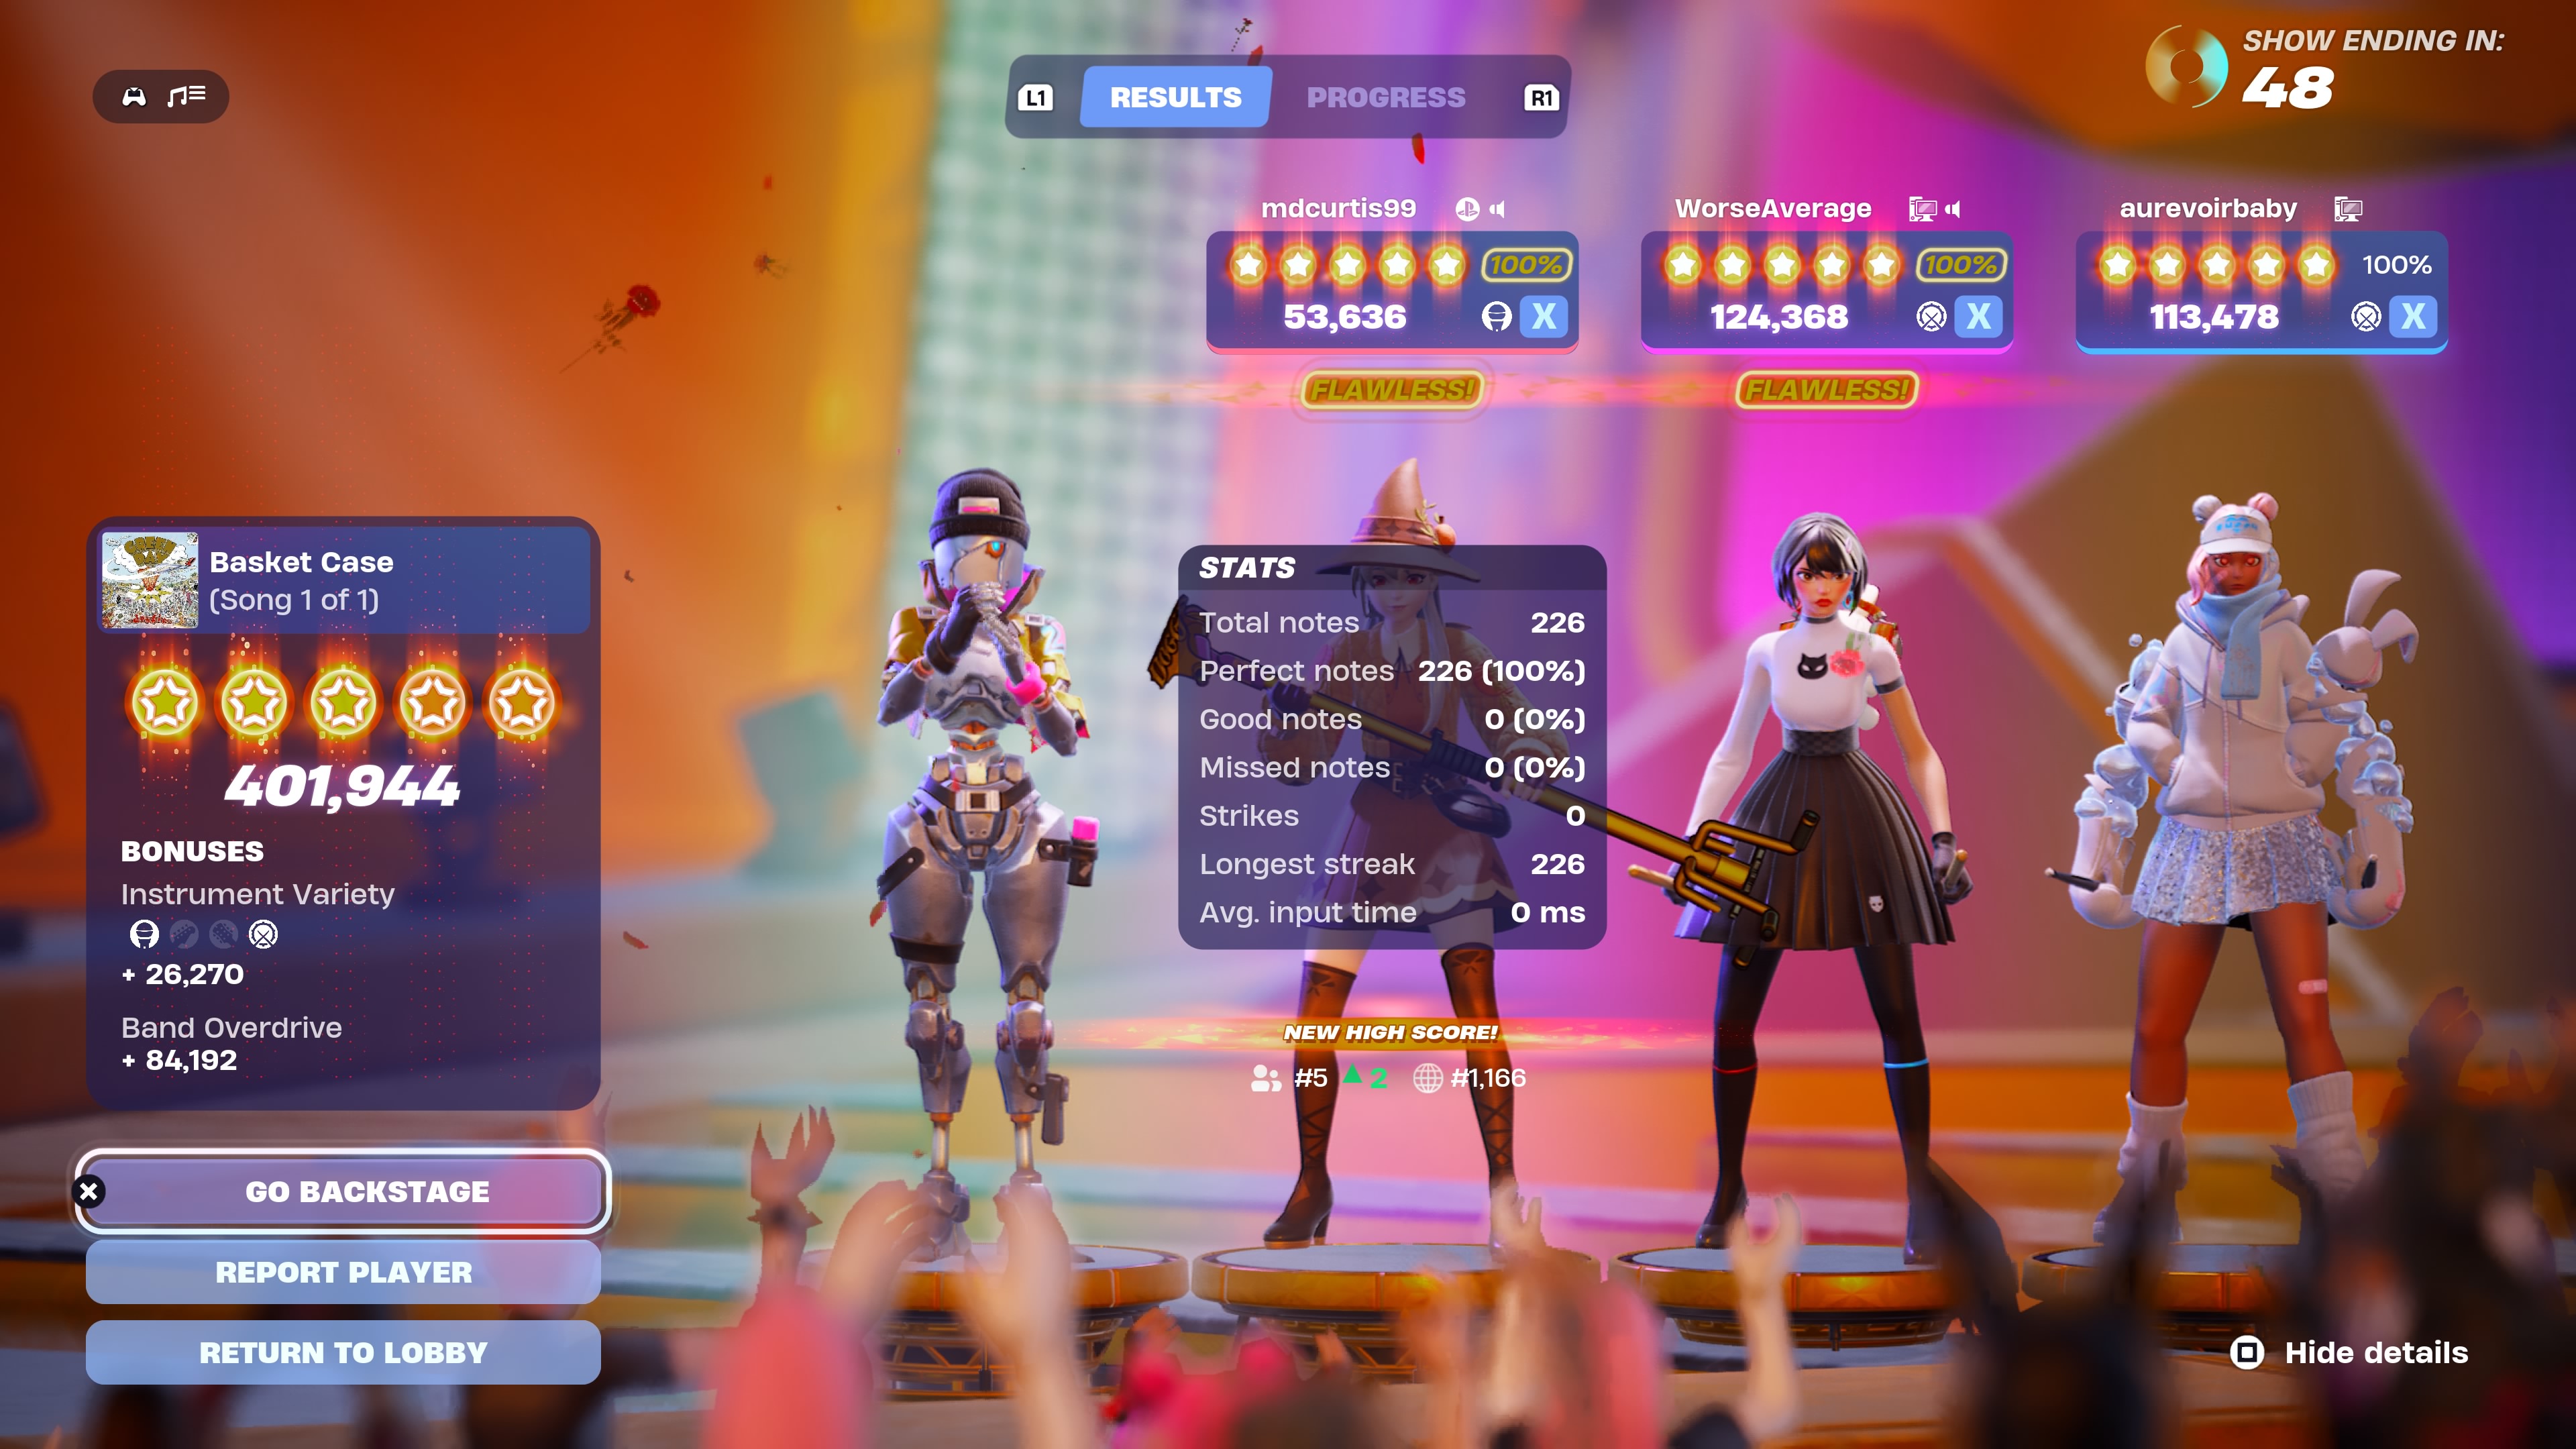 L1
RESULTS
PROGRESS
R1
SHOW ENDING IN:
48
mdcurtis99
100%
53,636
X
FLAWLESS!
WorseAverage
100%
124,368
X
FLAWLESS!
aurevoirbaby
100%
113,478
X
Basket Case
(Song 1 of 1)
401,944
BONUSES
Instrument Variety
+ 26,270
Band Overdrive
+ 84,192
STATS
Total notes 226
Perfect notes 226 (100%)
Good notes 0 (0%)
Missed notes 0 (0%)
Strikes 0
Longest streak 226
Avg. input time 0 ms
NEW HIGH SCORE!
#5 2 #1,166
GO BACKSTAGE
REPORT PLAYER
RETURN TO LOBBY
Hide details